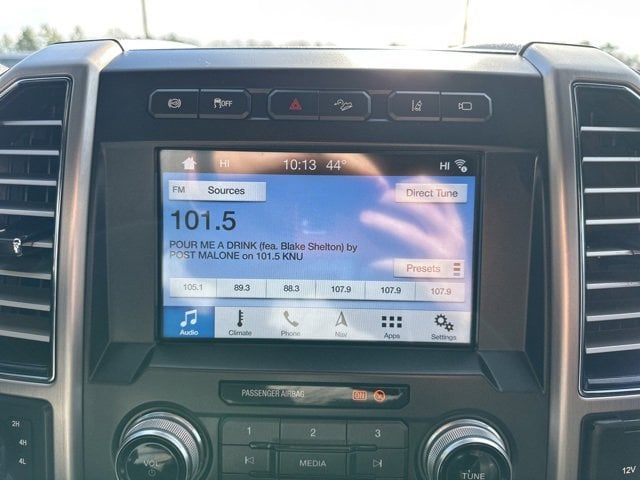 OFF
HI 10:13 44° HI
FM Sources Direct Tune
101.5
POUR ME A DRINK (fea. Blake Shelton) by
POST MALONE on 101.5 KNU
Presets
105.1 89.3 88.3 107.9 107.9 107.9
Audio Climate Phone Nav Apps Settings
PASSENGER AIRBAG ON
1 2 3
VOL MEDIA TUNE
2H
4H
4L
12V